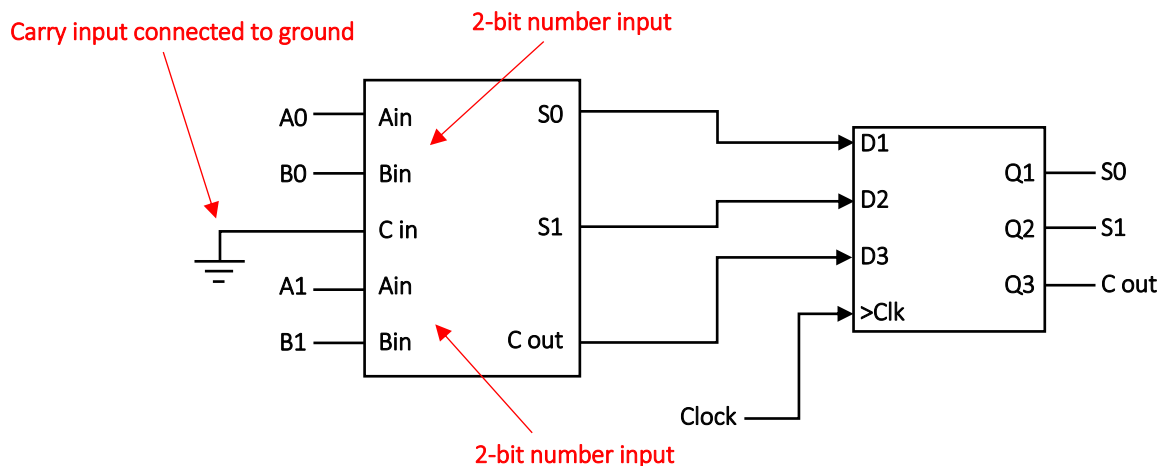 Carry input connected to ground
2-bit number input
A0
Ain
S0
B0
Bin
C in
S1
A1
Ain
B1
Bin
C out
2-bit number input
D1
D2
D3
>Clk
Clock
Q1
S0
Q2
S1
Q3
C out